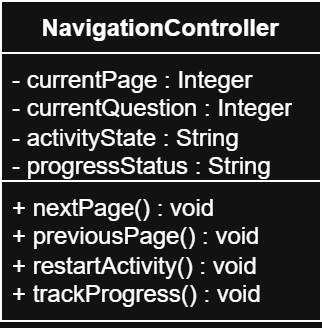 NavigationController
- currentPage : Integer
- currentQuestion : Integer
- activityState : String
- progressStatus : String
+ nextPage() : void
+ previousPage() : void
+ restartActivity() : void
+ trackProgress() : void